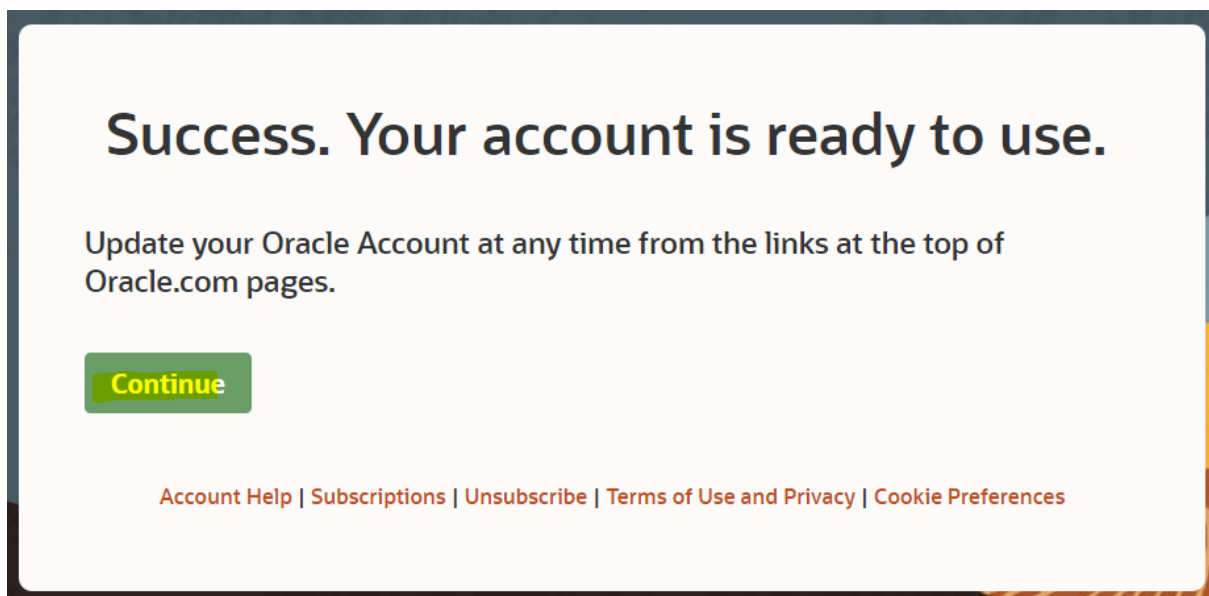 Success. Your account is ready to use.
Update your Oracle Account at any time from the links at the top of
Oracle.com pages.
Continue
Account Help | Subscriptions | Unsubscribe | Terms of Use and Privacy | Cookie Preferences